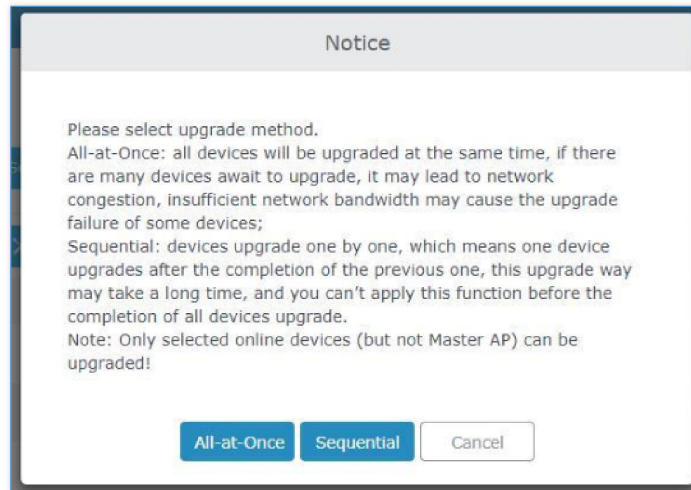 Notice
Please select upgrade method.
All-at-Once: all devices will be upgraded at the same time, if there
are many devices await to upgrade, it may lead to network
congestion, insufficient network bandwidth may cause the upgrade
failure of some devices;
Sequential: devices upgrade one by one, which means one device
upgrades after the completion of the previous one, this upgrade way
may take a long time, and you can't apply this function before the
completion of all devices upgrade.
Note: Only selected online devices (but not Master AP) can be
upgraded!
All-at-Once Sequential Cancel